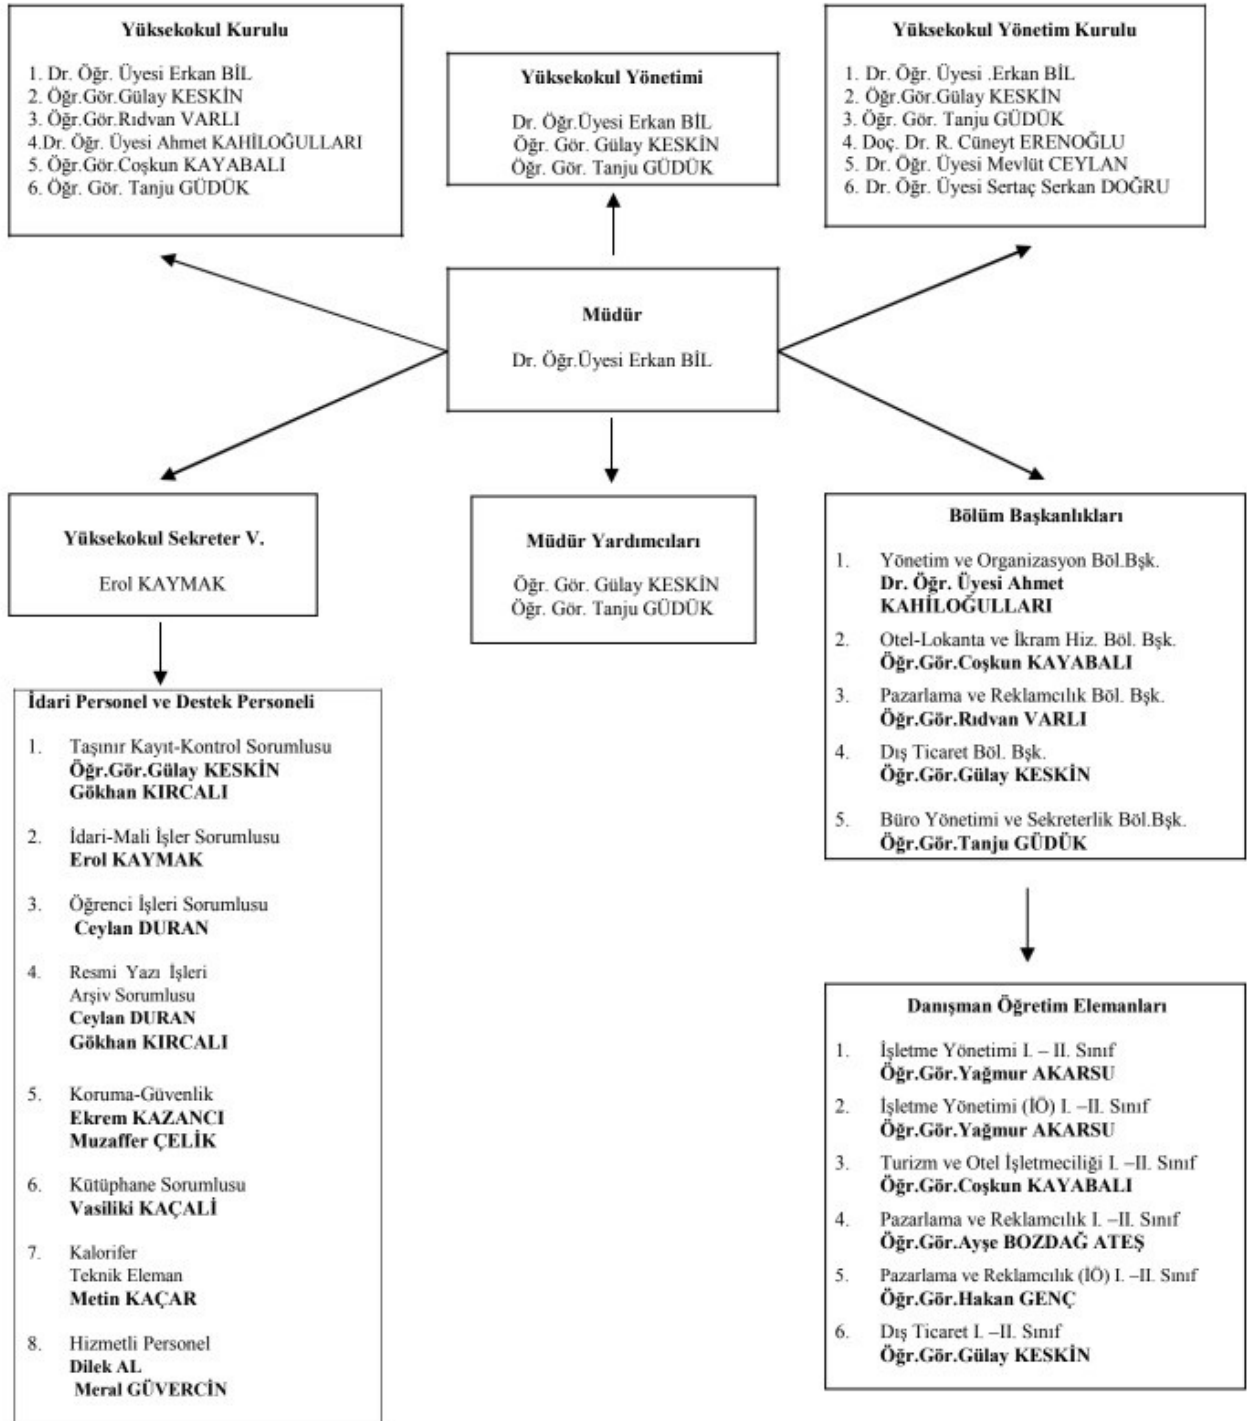 Yüksekokul Kurulu
1. Dr. Öğr. Üyesi Erkan BİL
2. Öğr.Gör.Gülay KESKİN
3. Öğr.Gör.Rıdvan VARLI
4.Dr. Öğr. Üyesi Ahmet KAHİLOĞULLARI
5. Öğr.Gör.Coşkun KAYABALI
6. Öğr. Gör. Tanju GÜDÜK
Yüksekokul Yönetimi
Dr. Öğr.Üyesi Erkan BİL
Öğr. Gör. Gülay KESKİN
Öğr. Gör. Tanju GÜDÜK
Yüksekokul Yönetim Kurulu
1. Dr. Öğr. Üyesi .Erkan BİL
2. Öğr.Gör.Gülay KESKİN
3. Öğr. Gör. Tanju GÜDÜK
4. Doç. Dr. R. Cüneyt ERENOĞLU
5. Dr. Öğr. Üyesi Mevlüt CEYLAN
6. Dr. Öğr. Üyesi Sertaç Serkan DOĞRU
Müdür
Dr. Öğr.Üyesi Erkan BİL
Yüksekokul Sekreter V.
Erol KAYMAK
Müdür Yardımcıları
Öğr. Gör. Gülay KESKİN
Öğr. Gör. Tanju GÜDÜK
Bölüm Başkanlıkları
1. Yönetim ve Organizasyon Böl.Bşk.
Dr. Öğr. Üyesi Ahmet
KAHİLOĞULLARI
2. Otel-Lokanta ve İkram Hiz. Böl. Bşk.
Öğr.Gör.Coşkun KAYABALI
3. Pazarlama ve Reklamcılık Böl. Bşk.
Öğr.Gör.Rıdvan VARLI
4. Dış Ticaret Böl. Bşk.
Öğr.Gör.Gülay KESKİN
5. Büro Yönetimi ve Sekreterlik Böl.Bşk.
Öğr.Gör.Tanju GÜDÜK
İdari Personel ve Destek Personeli
1. Taşınır Kayıt-Kontrol Sorumlusu
Öğr.Gör.Gülay KESKİN
Gökhan KIRCALI
2. İdari-Mali İşler Sorumlusu
Erol KAYMAK
3. Öğrenci İşleri Sorumlusu
Ceylan DURAN
4. Resmi Yazı İşleri
Arşiv Sorumlusu
Ceylan DURAN
Gökhan KIRCALI
5. Koruma-Güvenlik
Ekrem KAZANCI
Muzaffer ÇELİK
6. Kütüphane Sorumlusu
Vasiliki KAÇALİ
7. Kalorifer
Teknik Eleman
Metin KAÇAR
8. Hizmetli Personel
Dilek AL
Meral GÜVERCİN
Danışman Öğretim Elemanları
1. İşletme Yönetimi I. – II. Sınıf
Öğr.Gör.Yağmur AKARSU
2. İşletme Yönetimi (İÖ) I. –II. Sınıf
Öğr.Gör.Yağmur AKARSU
3. Turizm ve Otel İşletmeciliği I. –II. Sınıf
Öğr.Gör.Coşkun KAYABALI
4. Pazarlama ve Reklamcılık I. –II. Sınıf
Öğr.Gör.Ayşe BOZDAĞ ATEŞ
5. Pazarlama ve Reklamcılık (İÖ) I. –II. Sınıf
Öğr.Gör.Hakan GENÇ
6. Dış Ticaret I. –II. Sınıf
Öğr.Gör.Gülay KESKİN